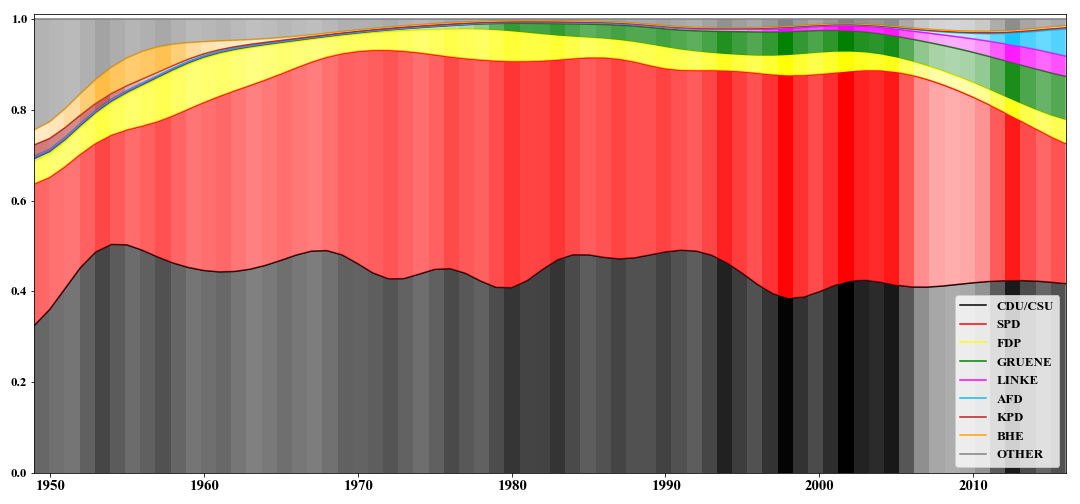 1.0
0.8
0.6
0.4
0.2
0.0
1950 1960 1970 1980 1990 2000 2010
CDU/CSU
SPD
FDP
GRUENE
LINKE
AFD
KPD
BHE
OTHER